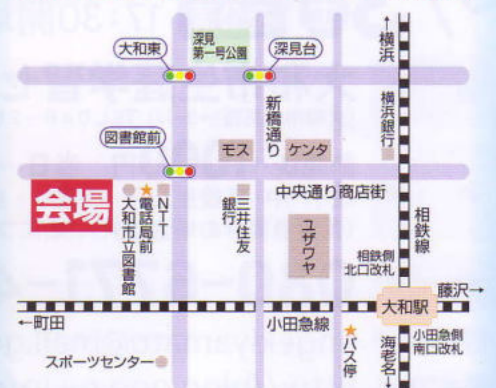 大和東
深見
第一号公園
深見台
↑横浜
新橋通り
横浜銀行
図書館前
モス
ケンタ
会場
大和市立図書館
★電話局前
NTT
三井住友
銀行
中央通り商店街
ユザワヤ
相鉄線
相鉄側
北口改札
藤沢→
大和駅
←町田
小田急線
★バス停
海老名↓
小田急側
南口改札
スポーツセンター